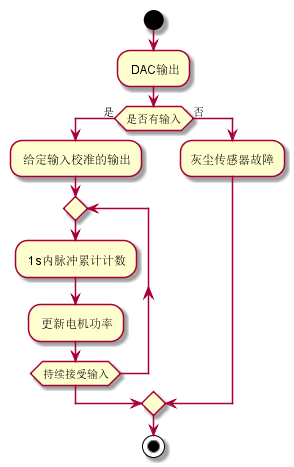 DAC输出
是
是否有输入
否
给定输入校准的输出
灰尘传感器故障
1s内脉冲累计计数
更新电机功率
持续接受输入